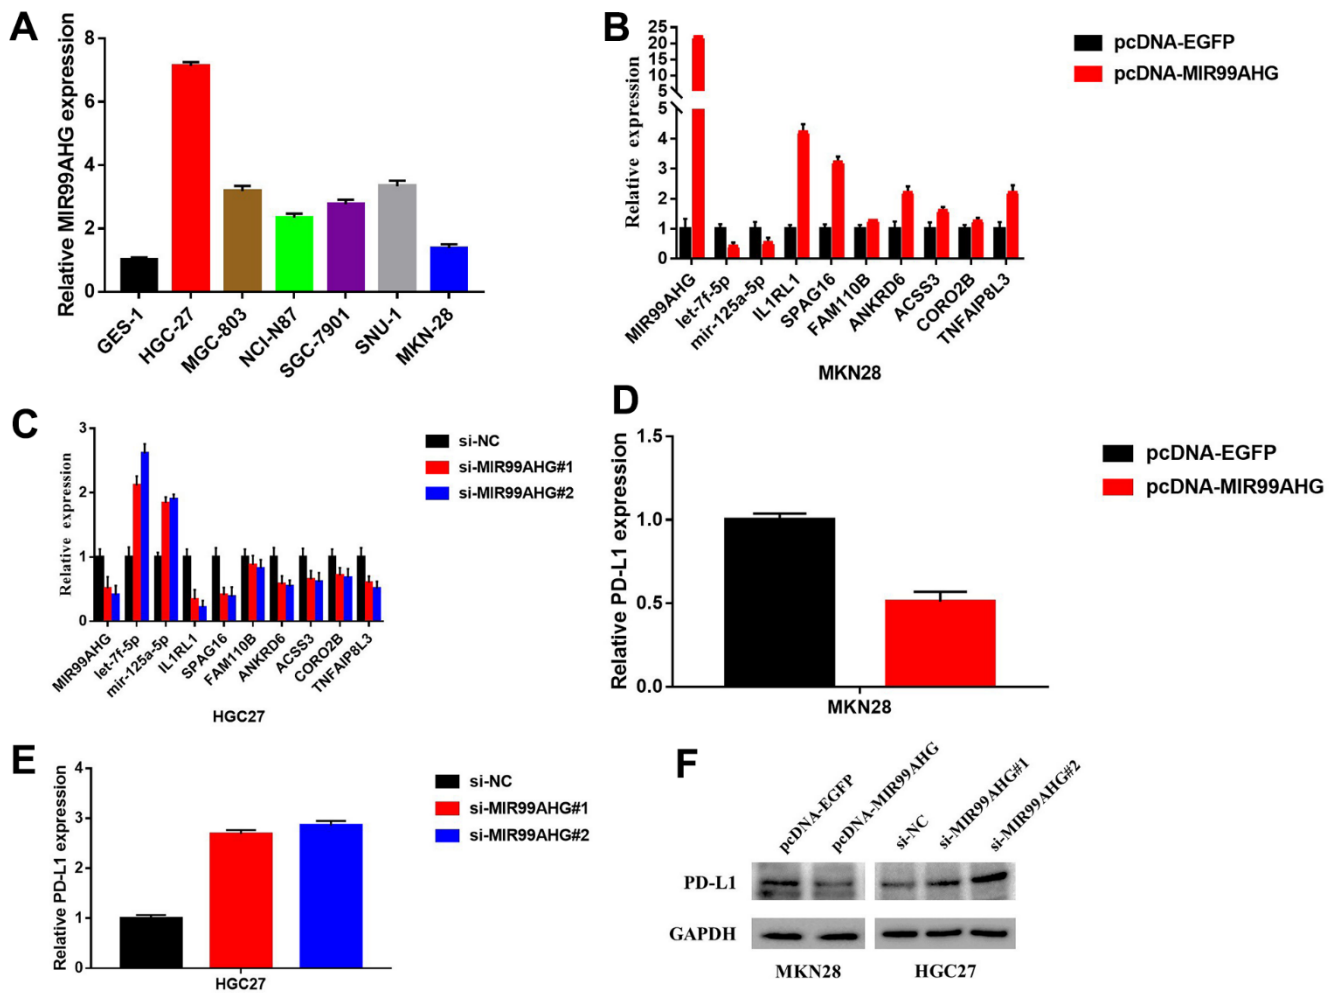 A
Relative MIR99AHG expression
8
6
4
2
0
GES-1
HGC-27
MGC-803
NCI-N87
SGC-7901
SNU-1
MKN-28
B
Relative expression
25
20
15
10
5
5
4
3
2
1
0
MIR99AHG
let-7f-5p
mir-125a-5p
IL1RL1
SPAG16
FAM110B
ANKRD6
ACSS3
CORO2B
TNFAIP8L3
MKN28
pcDNA-EGFP
pcDNA-MIR99AHG
C
Relative expression
3
2
1
0
MIR99AHG
let-7f-5p
mir-125a-5p
IL1RL1
SPAG16
FAM110B
ANKRD6
ACSS3
CORO2B
TNFAIP8L3
HGC27
si-NC
si-MIR99AHG#1
si-MIR99AHG#2
D
Relative PD-L1 expression
1.5
1.0
0.5
0.0
MKN28
pcDNA-EGFP
pcDNA-MIR99AHG
E
Relative PD-L1 expression
4
3
2
1
0
HGC27
si-NC
si-MIR99AHG#1
si-MIR99AHG#2
F
pcDNA-EGFP
pcDNA-MIR99AHG
si-NC
si-MIR99AHG#1
si-MIR99AHG#2
PD-L1
GAPDH
MKN28
HGC27